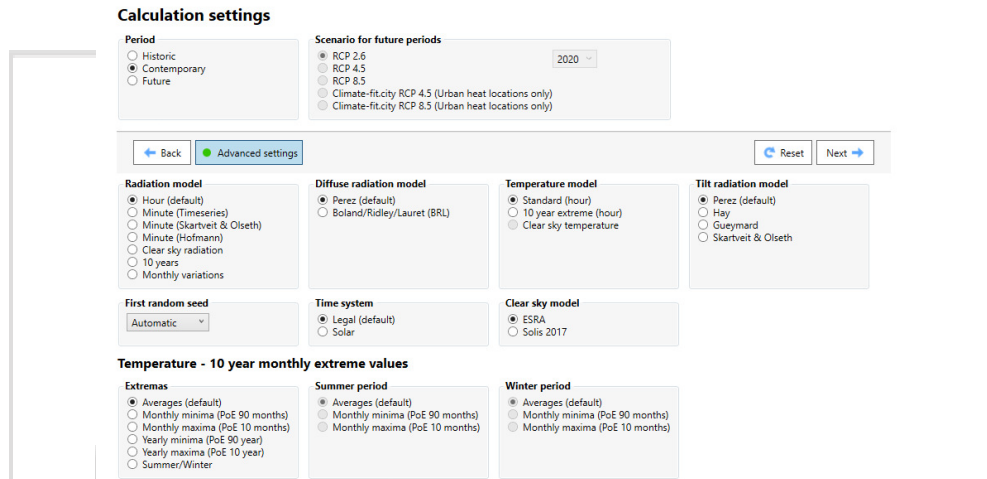 Calculation settings
Period
Historic
Contemporary
Future
Scenario for future periods
RCP 2.6
RCP 4.5
RCP 8.5
Climate-fit.city RCP 4.5 (Urban heat locations only)
Climate-fit.city RCP 8.5 (Urban heat locations only)
2020
Back
Advanced settings
Reset
Next
Radiation model
Hour (default)
Minute (Timeseries)
Minute (Skartveit & Olseth)
Minute (Hofmann)
Clear sky radiation
10 years
Monthly variations
Diffuse radiation model
Perez (default)
Boland/Ridley/Lauret (BRL)
Temperature model
Standard (hour)
10 year extreme (hour)
Clear sky temperature
Tilt radiation model
Perez (default)
Hay
Gueymard
Skartveit & Olseth
First random seed
Automatic
Time system
Legal (default)
Solar
Clear sky model
ESRA
Solis 2017
Temperature - 10 year monthly extreme values
Extremas
Averages (default)
Monthly minima (PoE 90 months)
Monthly maxima (PoE 10 months)
Yearly minima (PoE 90 year)
Yearly maxima (PoE 10 year)
Summer/Winter
Summer period
Averages (default)
Monthly minima (PoE 90 months)
Monthly maxima (PoE 10 months)
Winter period
Averages (default)
Monthly minima (PoE 90 months)
Monthly maxima (PoE 10 months)